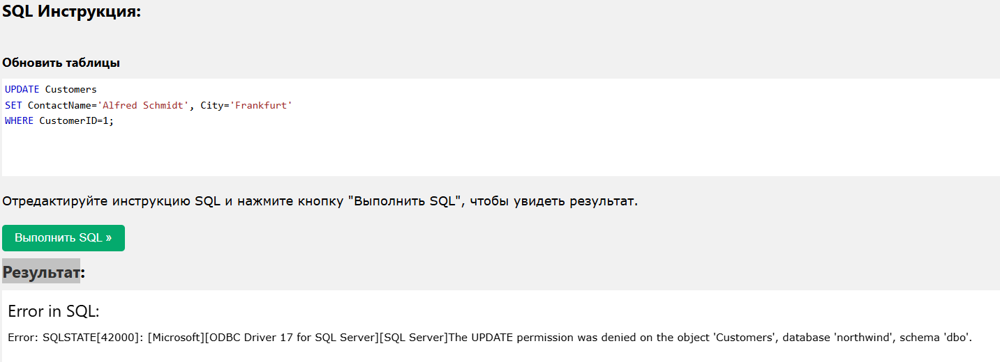 SQL Инструкция:
Обновить таблицы
UPDATE Customers
SET ContactName='Alfred Schmidt', City='Frankfurt'
WHERE CustomerID=1;
Отредактируйте инструкцию SQL и нажмите кнопку "Выполнить SQL", чтобы увидеть результат.
Выполнить SQL »
Результат:
Error in SQL:
Error: SQLSTATE[42000]: [Microsoft][ODBC Driver 17 for SQL Server][SQL Server]The UPDATE permission was denied on the object 'Customers', database 'northwind', schema 'dbo'.